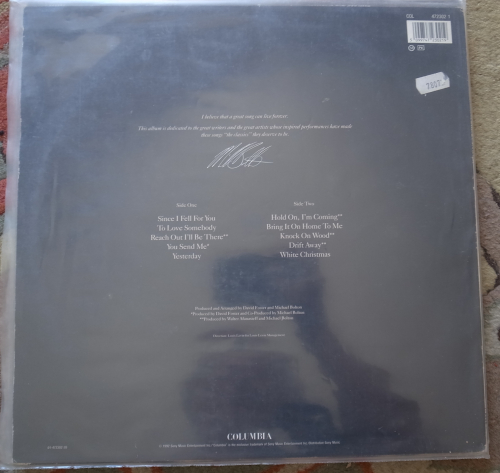 COL 471502 1
7807
I believe that a great song can live forever.
This album is dedicated to the great writers and the great artists whose inspired performances have made
these songs "the classics" they deserve to be.
Side One
Since I Fell For You
To Love Somebody
Reach Out I'll Be There**
You Send Me*
Yesterday
Side Two
Hold On, I'm Coming**
Bring It On Home To Me
Knock On Wood**
Drift Away**
White Christmas
Produced and Arranged by David Foster and Michael Bolton
*Produced by David Foster and Co-Produced by Michael Bolton
**Produced by Walter Afanasieff and Michael Bolton
COLUMBIA